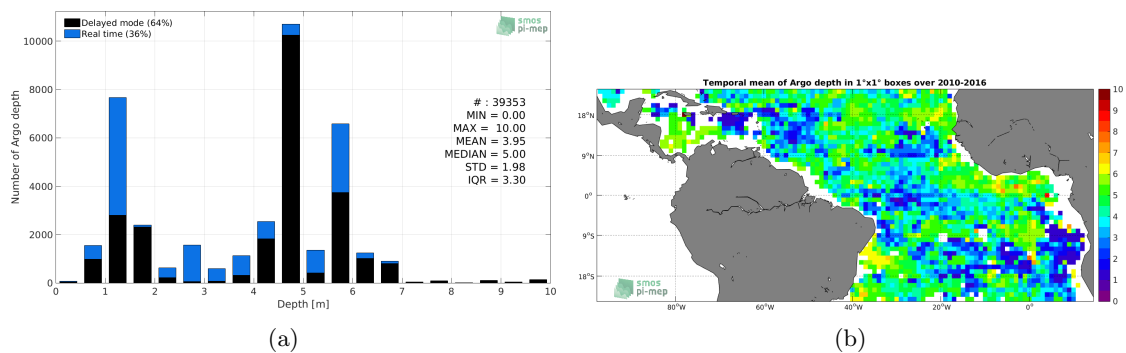 Delayed mode (64%)
Real time (36%)
smos
pi-mep
# : 39353
MIN = 0.00
MAX = 10.00
MEAN = 3.95
MEDIAN = 5.00
STD = 1.98
IQR = 3.30
Number of Argo depth
10000
8000
6000
4000
2000
0
0 1 2 3 4 5 6 7 8 9 10
Depth [m]
(a)
Temporal mean of Argo depth in 1°x1° boxes over 2010-2016
18°N
9°N
0°
9°S
18°S
80°W 60°W 40°W 20°W 0°
smos
pi-mep
10
9
8
7
6
5
4
3
2
1
0
(b)